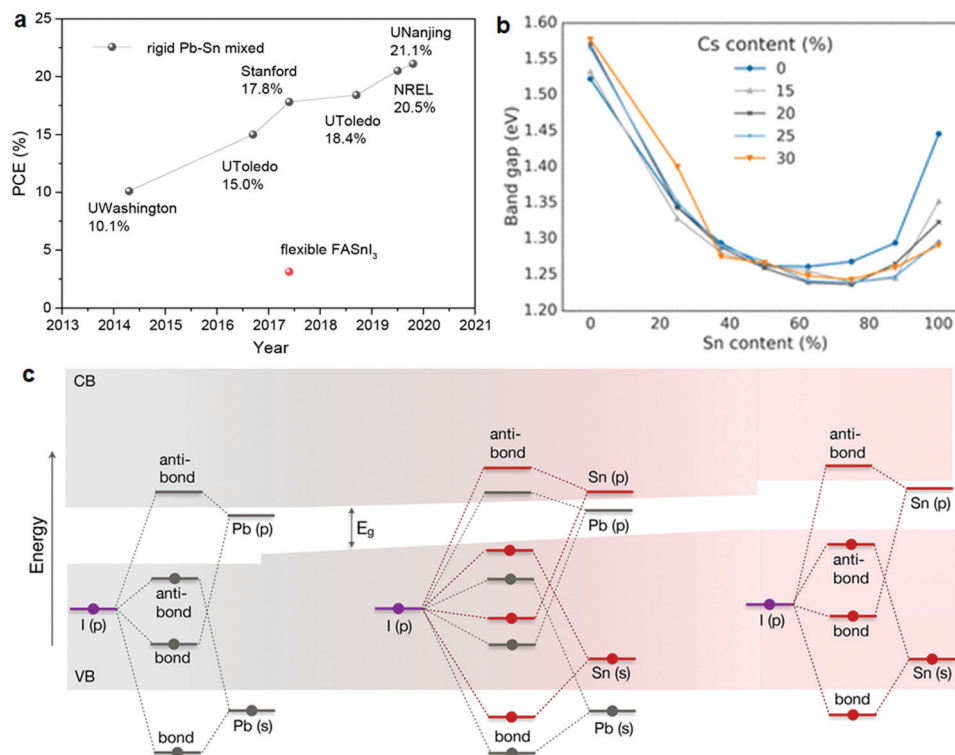 a
PCE (%)
25
20
15
10
5
0
rigid Pb-Sn mixed
UWashington
10.1%
UToledo
15.0%
Stanford
17.8%
UToledo
18.4%
NREL
20.5%
UNanjing
21.1%
flexible FASnI₃
2013 2014 2015 2016 2017 2018 2019 2020 2021
Year
b
Band gap (eV)
1.60
1.55
1.50
1.45
1.40
1.35
1.30
1.25
1.20
Cs content (%)
0
15
20
25
30
0 20 40 60 80 100
Sn content (%)
c
CB
Energy
VB
anti-
bond
Pb (p)
I (p)
anti-
bond
bond
Pb (s)
bond
E_g
anti-
bond
Sn (p)
Pb (p)
I (p)
Sn (s)
Pb (s)
bond
anti-
bond
Sn (p)
anti-
bond
I (p)
bond
Sn (s)
bond